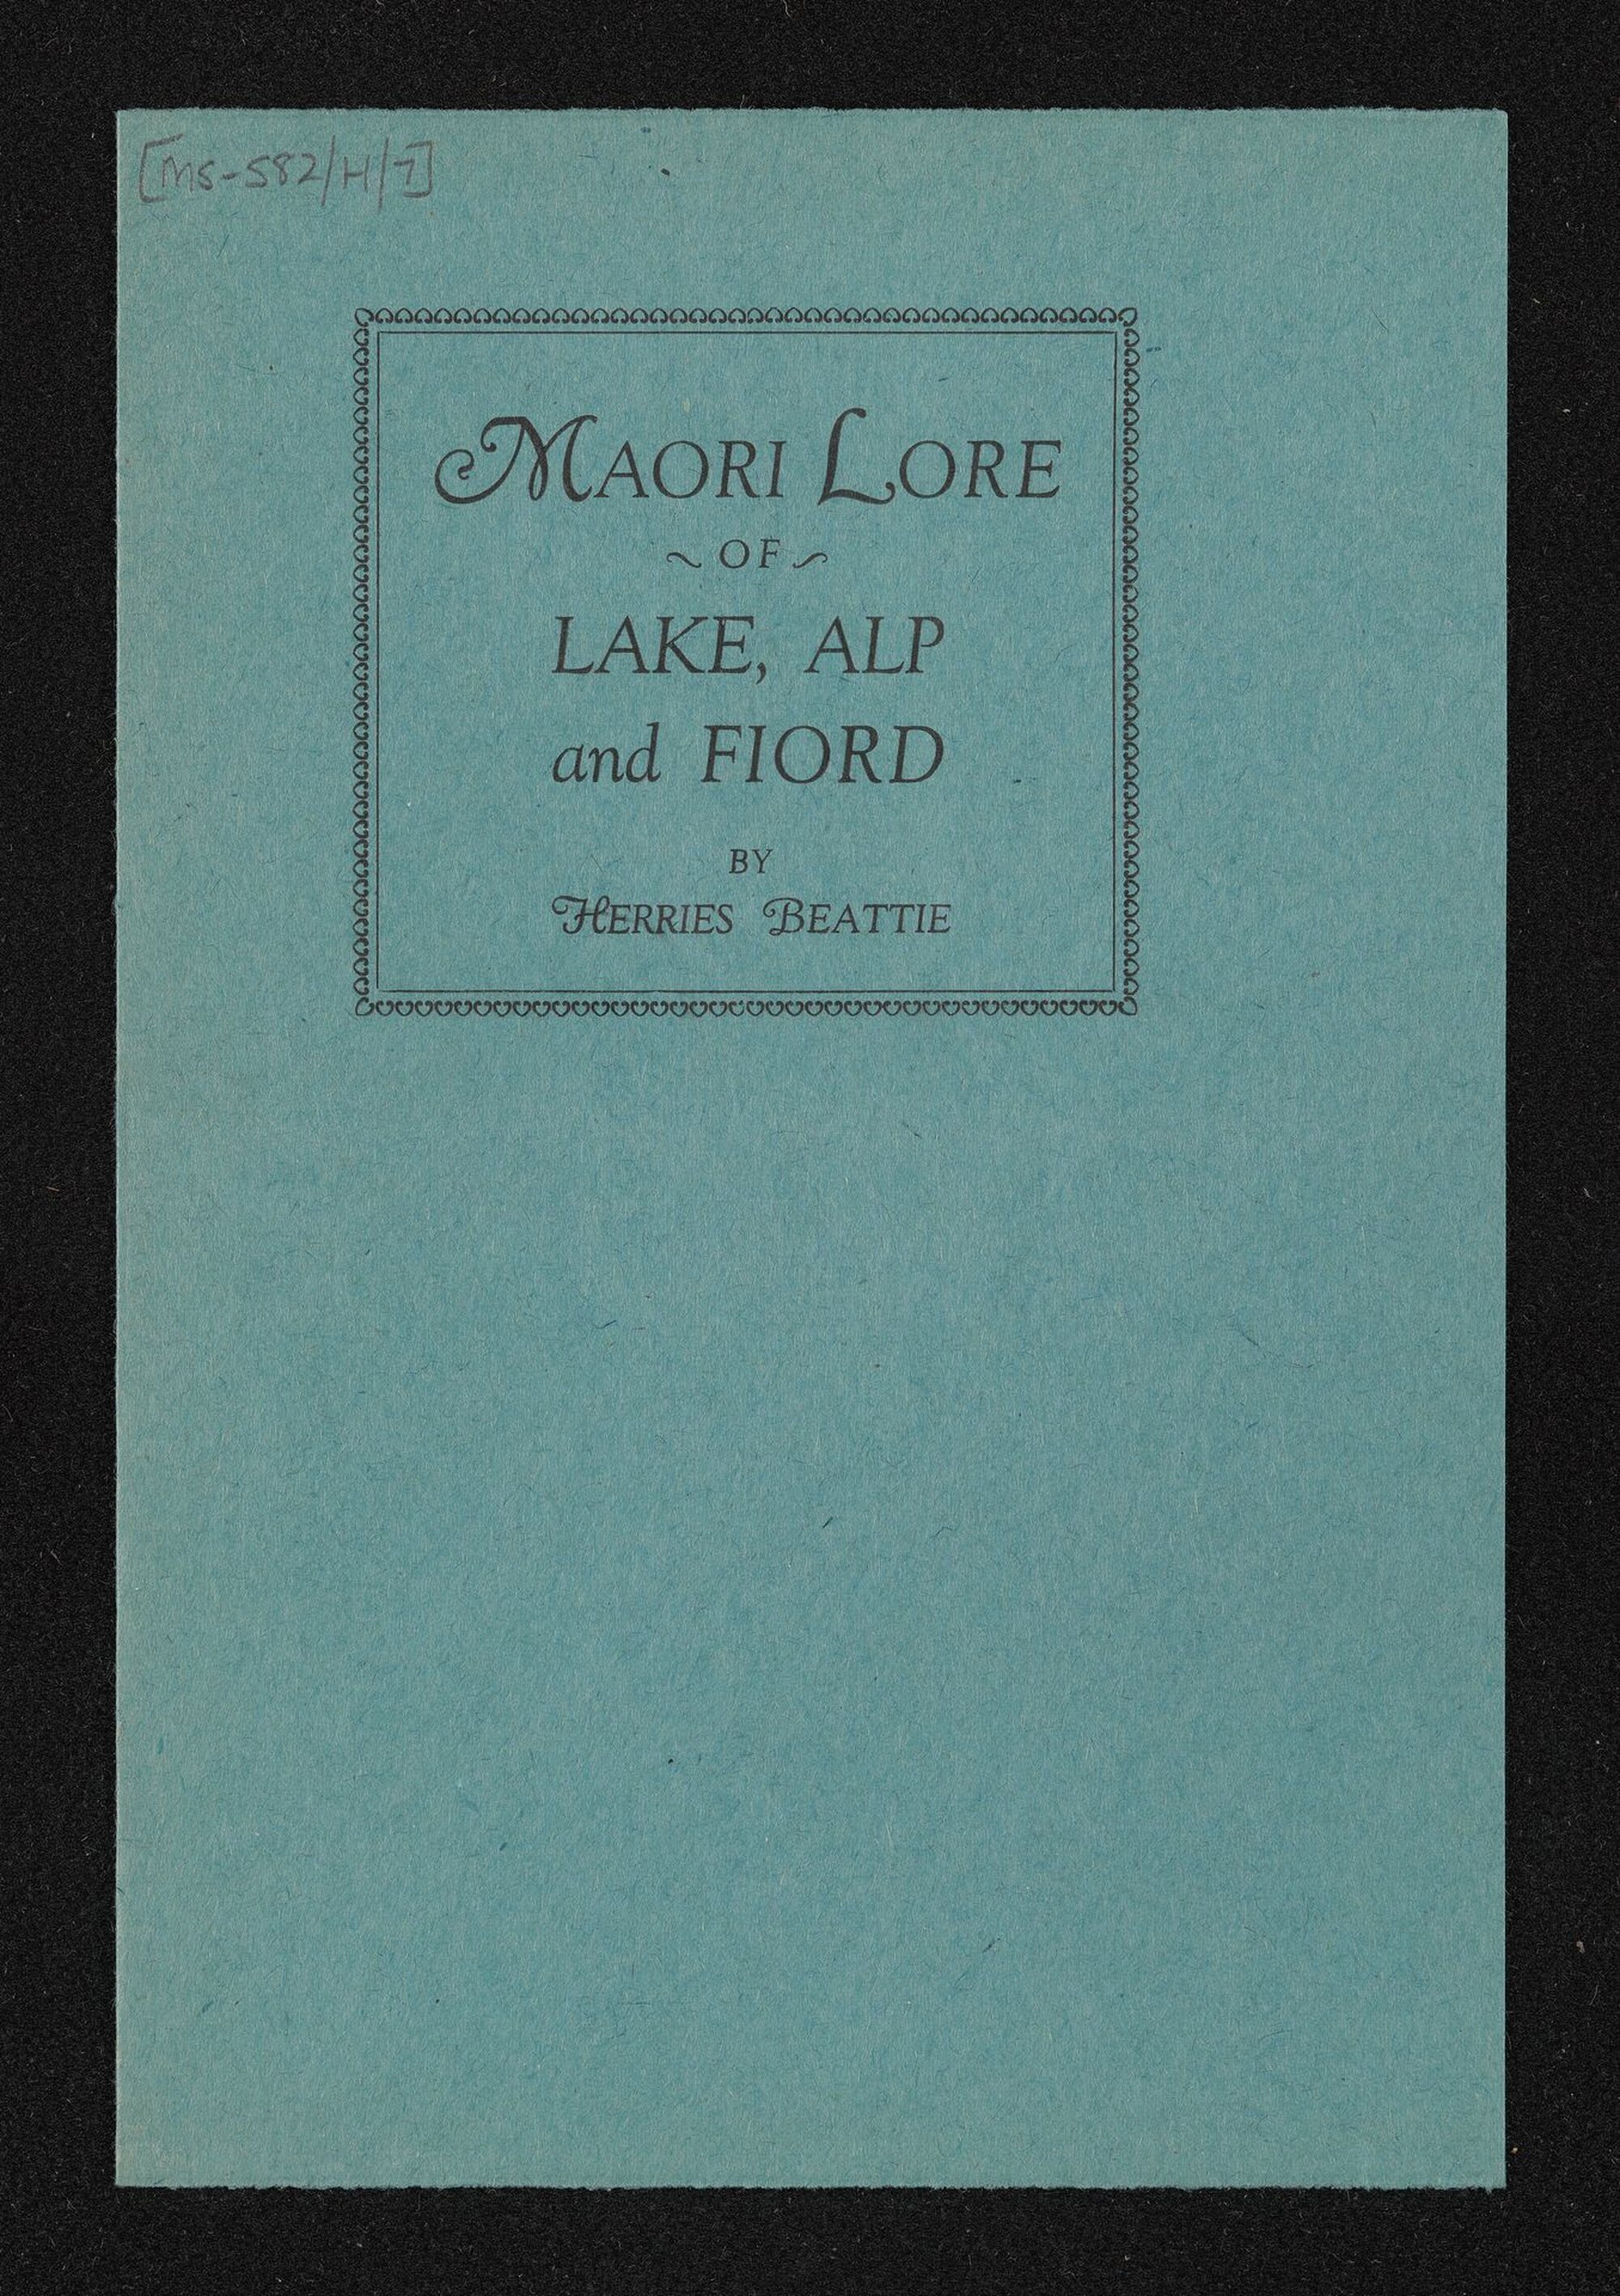 [MS-582/H/7]
MAORI LORE
~ OF ~
LAKE, ALP
and FIORD
BY
HERRIES BEATTIE